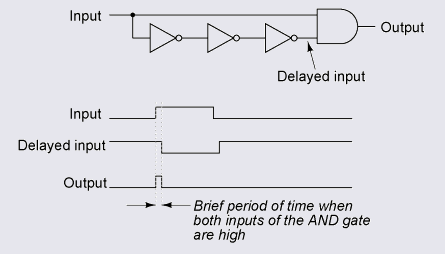 Input
Output
Delayed input
Input
Delayed input
Output
Brief period of time when
both inputs of the AND gate
are high